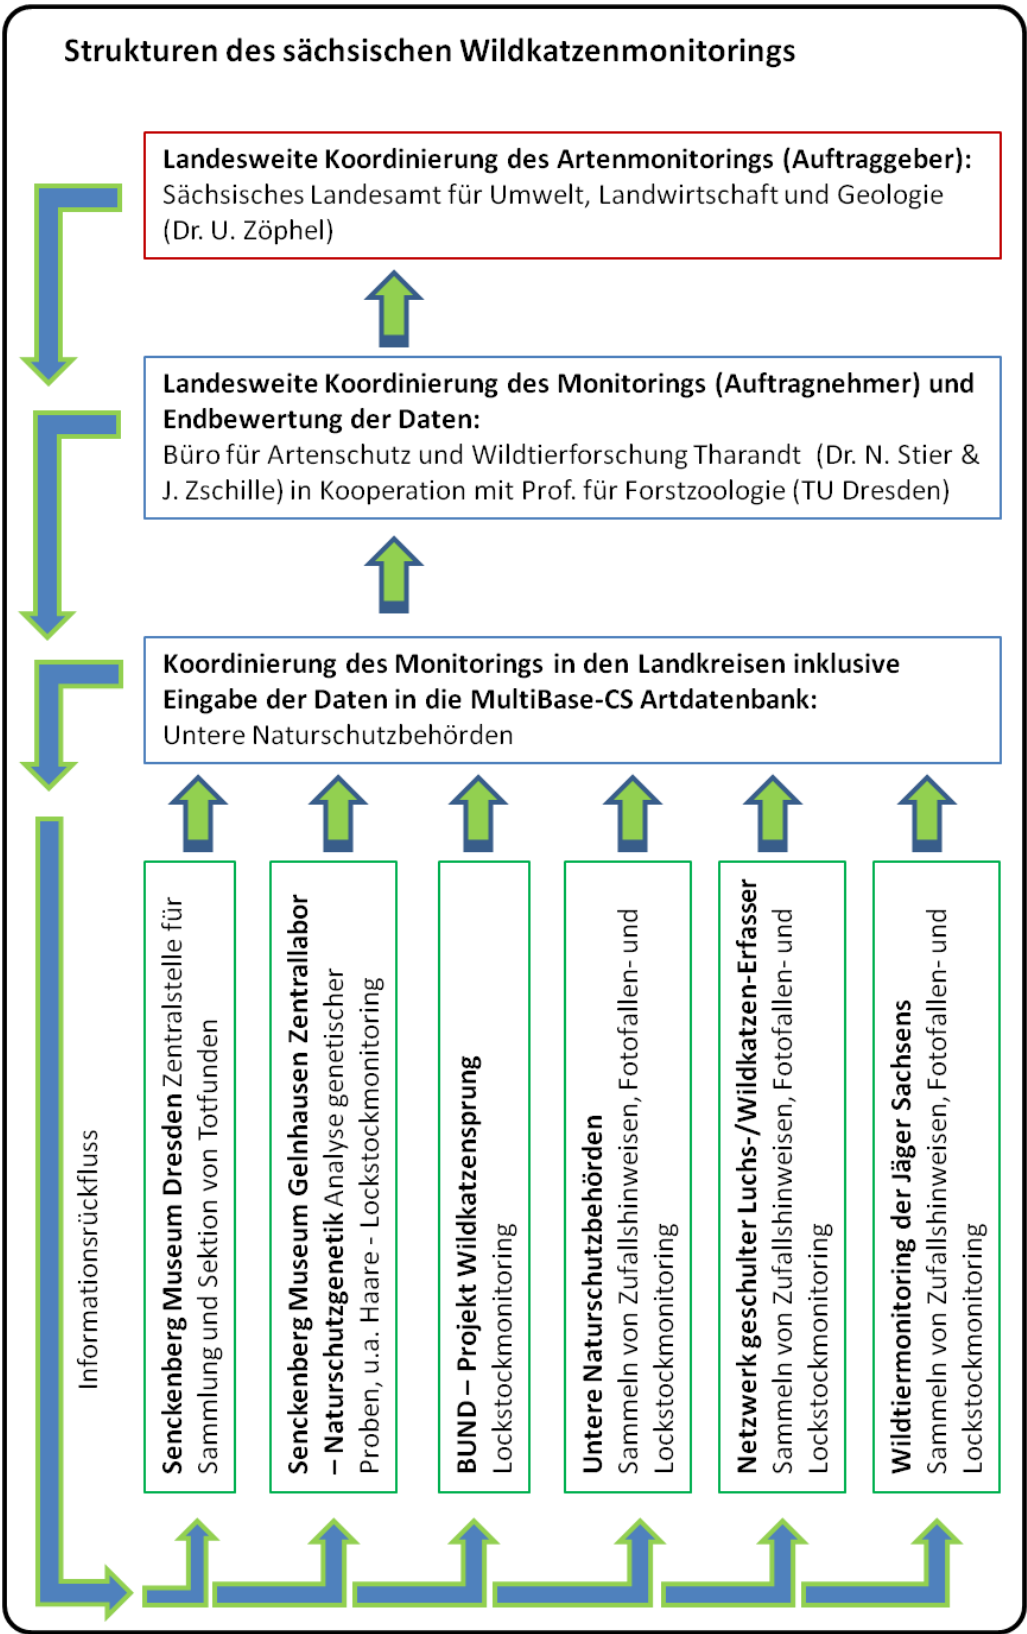 Strukturen des sächsischen Wildkatzenmonitorings
Landesweite Koordinierung des Artenmonitorings (Auftraggeber):
Sächsisches Landesamt für Umwelt, Landwirtschaft und Geologie
(Dr. U. Zöphel)
Landesweite Koordinierung des Monitorings (Auftragnehmer) und
Endbewertung der Daten:
Büro für Artenschutz und Wildtierforschung Tharandt (Dr. N. Stier &
J. Zschille) in Kooperation mit Prof. für Forstzoologie (TU Dresden)
Koordinierung des Monitorings in den Landkreisen inklusive
Eingabe der Daten in die MultiBase-CS Artdatenbank:
Untere Naturschutzbehörden
Informationsrückfluss
Senckenberg Museum Dresden Zentralstelle für
Sammlung und Sektion von Totfunden
Senckenberg Museum Gelnhausen Zentrallabor
– Naturschutzgenetik Analyse genetischer
Proben, u.a. Haare - Lockstockmonitoring
BUND – Projekt Wildkatzensprung
Lockstockmonitoring
Untere Naturschutzbehörden
Sammeln von Zufallshinweisen, Fotofallen- und
Lockstockmonitoring
Netzwerk geschulter Luchs-/Wildkatzen-Erfasser
Sammeln von Zufallshinweisen, Fotofallen- und
Lockstockmonitoring
Wildtiermonitoring der Jäger Sachsens
Sammeln von Zufallshinweisen, Fotofallen- und
Lockstockmonitoring